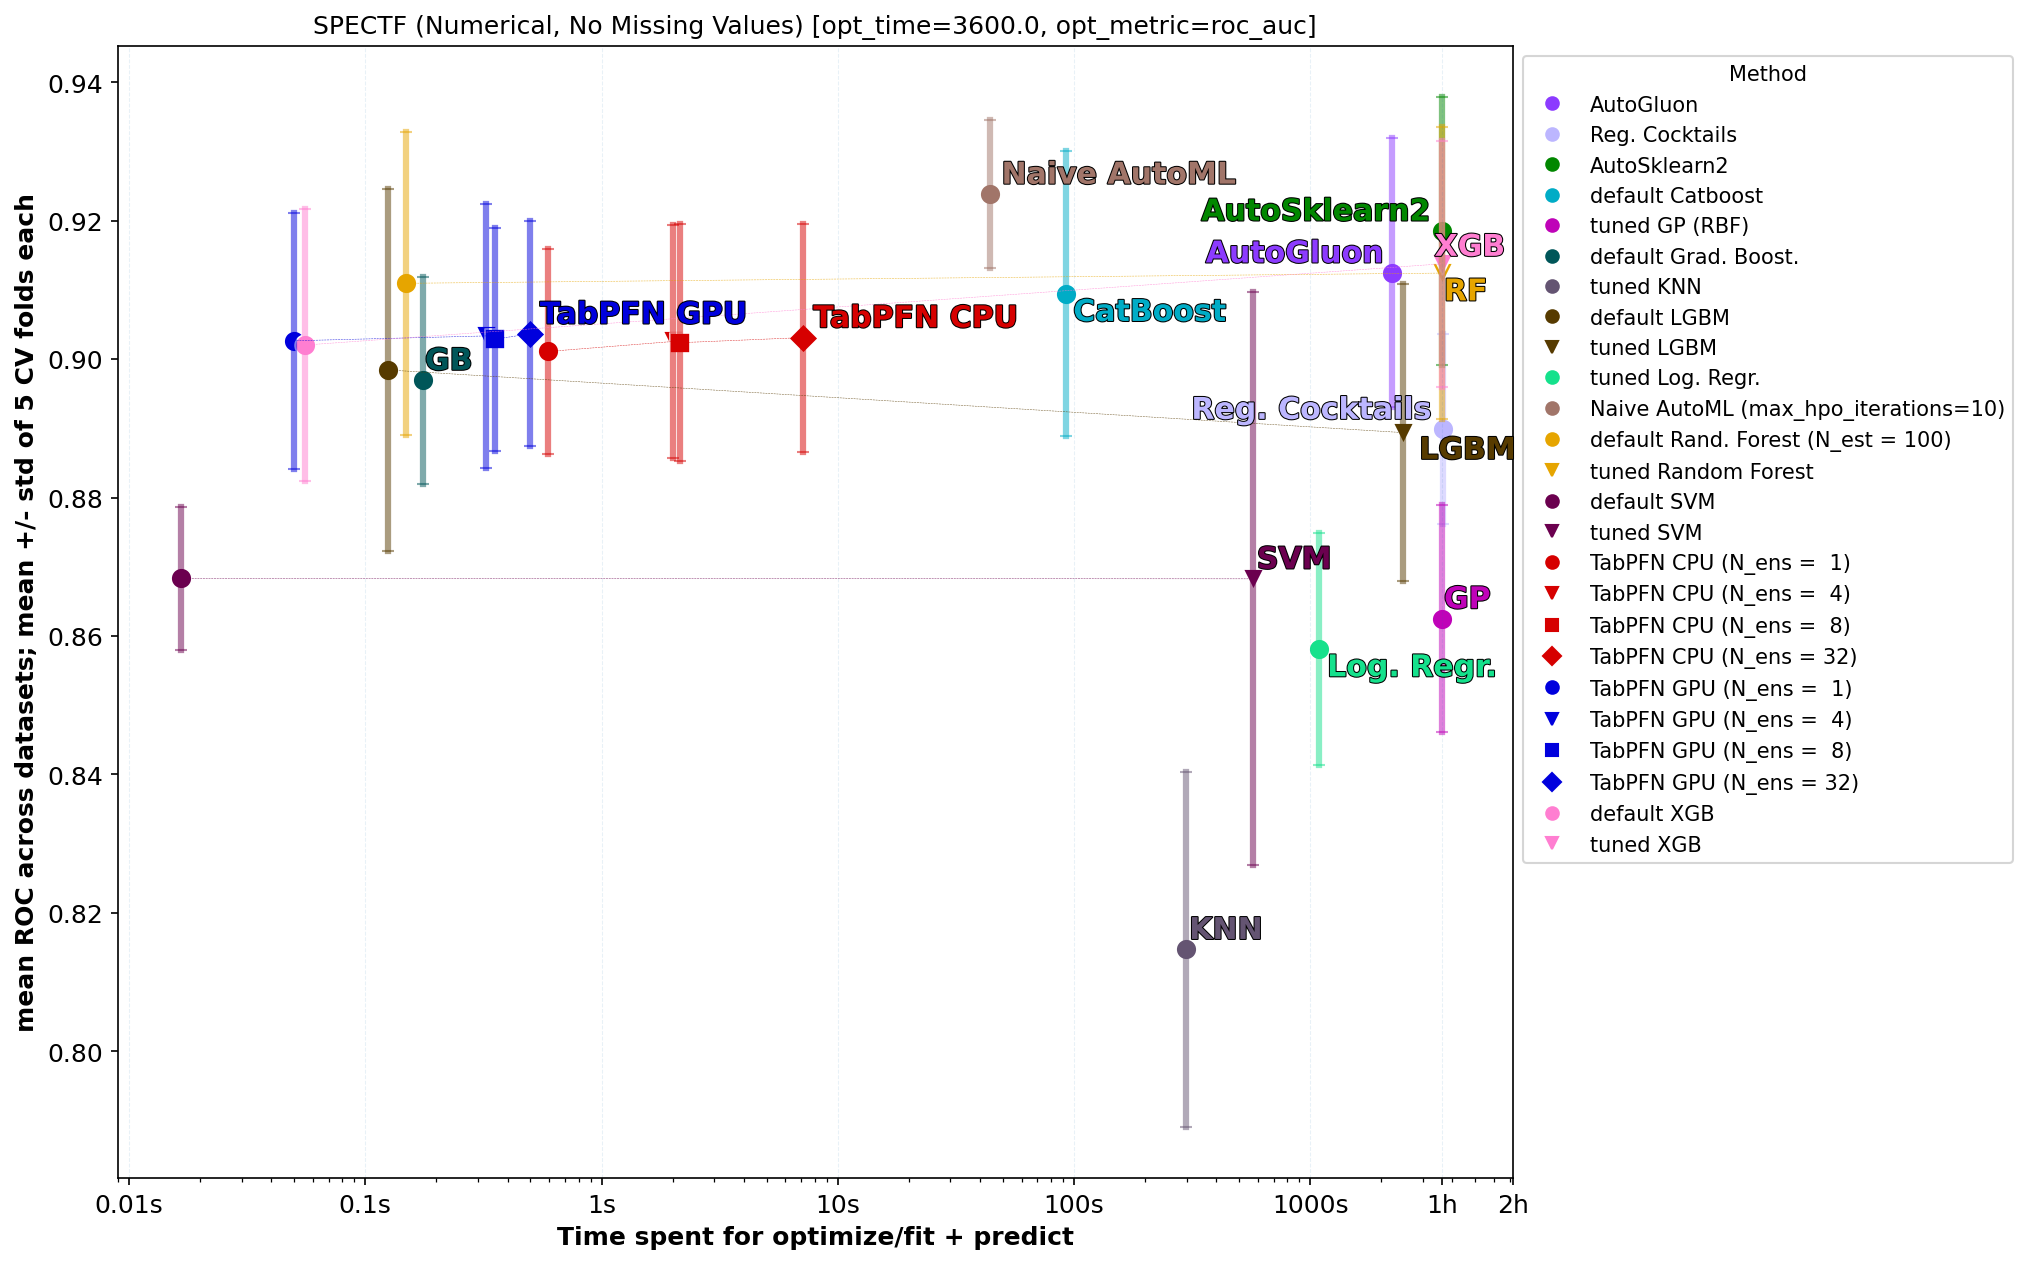 SPECTF (Numerical, No Missing Values) [opt_time=3600.0, opt_metric=roc_auc]
mean ROC across datasets; mean +/- std of 5 CV folds each
0.94
0.92
0.90
0.88
0.86
0.84
0.82
0.80
Naive AutoML
AutoSklearn2
XGB
AutoGluon
RF
TabPFN GPU
TabPFN CPU
CatBoost
GB
Reg. Cocktails
LGBM
SVM
GP
Log. Regr.
KNN
0.01s 0.1s 1s 10s 100s 1000s 1h 2h
Time spent for optimize/fit + predict
Method
AutoGluon
Reg. Cocktails
AutoSklearn2
default Catboost
tuned GP (RBF)
default Grad. Boost.
tuned KNN
default LGBM
tuned LGBM
tuned Log. Regr.
Naive AutoML (max_hpo_iterations=10)
default Rand. Forest (N_est = 100)
tuned Random Forest
default SVM
tuned SVM
TabPFN CPU (N_ens =  1)
TabPFN CPU (N_ens =  4)
TabPFN CPU (N_ens =  8)
TabPFN CPU (N_ens = 32)
TabPFN GPU (N_ens =  1)
TabPFN GPU (N_ens =  4)
TabPFN GPU (N_ens =  8)
TabPFN GPU (N_ens = 32)
default XGB
tuned XGB